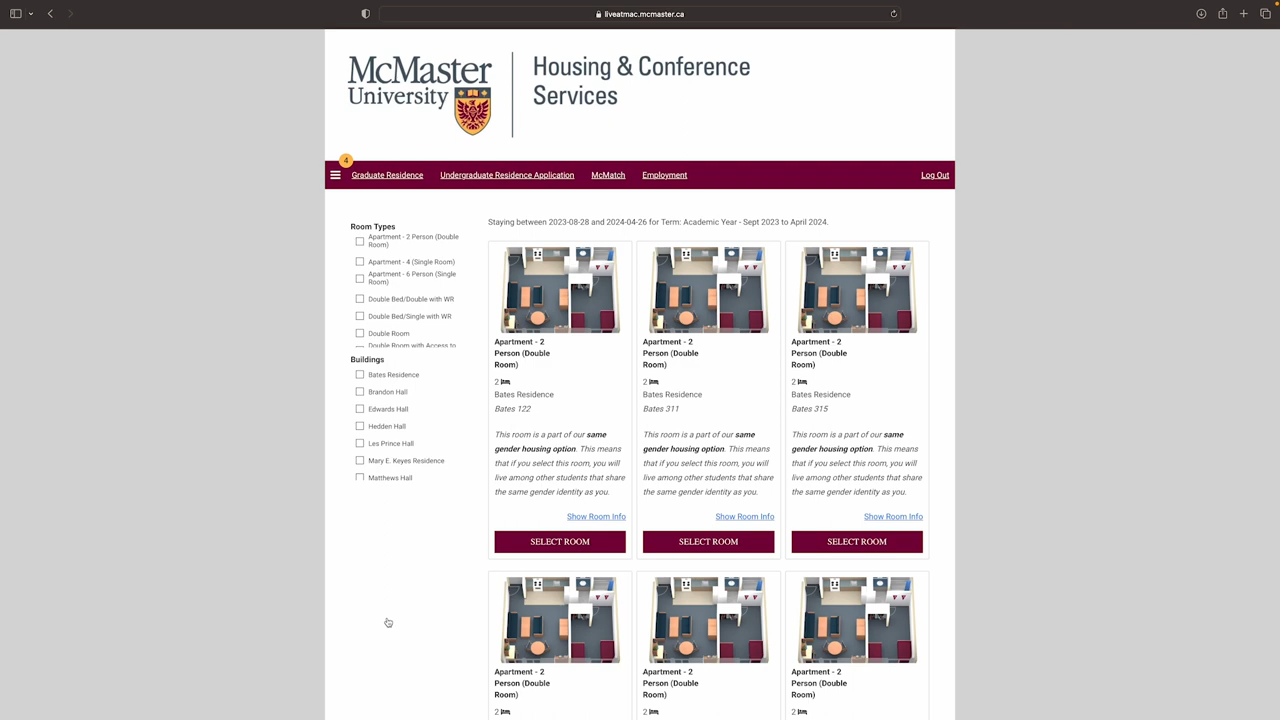 liveatmac.mcmaster.ca
McMaster
University
Housing & Conference
Services
4
Graduate Residence
Undergraduate Residence Application
McMatch
Employment
Log Out
Room Types
Apartment - 2 Person (Double
Room)
Apartment - 4 (Single Room)
Apartment - 6 Person (Single
Room)
Double Bed/Double with WR
Double Bed/Single with WR
Double Room
Double Room with Access to
Buildings
Bates Residence
Brandon Hall
Edwards Hall
Hedden Hall
Les Prince Hall
Mary E. Keyes Residence
Matthews Hall
Staying between 2023-08-28 and 2024-04-26 for Term: Academic Year - Sept 2023 to April 2024.
Apartment - 2
Person (Double
Room)
2
Bates Residence
Bates 122
This room is a part of our same
gender housing option. This means
that if you select this room, you will
live among other students that share
the same gender identity as you.
Show Room Info
SELECT ROOM
Apartment - 2
Person (Double
Room)
2
Bates Residence
Bates 311
This room is a part of our same
gender housing option. This means
that if you select this room, you will
live among other students that share
the same gender identity as you.
Show Room Info
SELECT ROOM
Apartment - 2
Person (Double
Room)
2
Bates Residence
Bates 315
This room is a part of our same
gender housing option. This means
that if you select this room, you will
live among other students that share
the same gender identity as you.
Show Room Info
SELECT ROOM
Apartment - 2
Person (Double
Room)
2
Apartment - 2
Person (Double
Room)
2
Apartment - 2
Person (Double
Room)
2